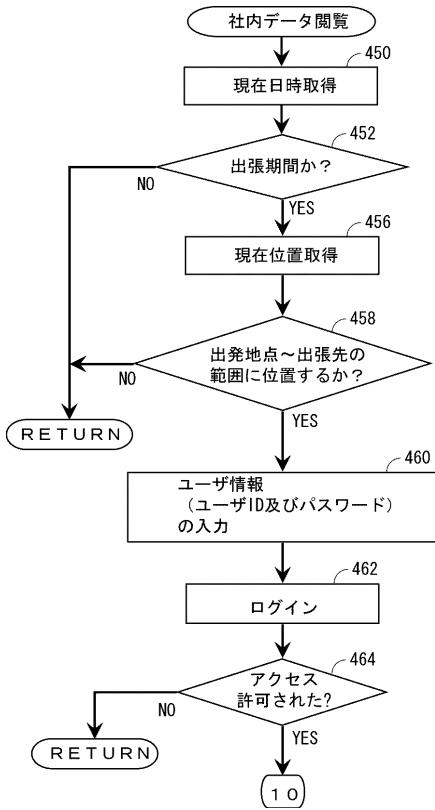 社内データ閲覧
450
現在日時取得
452
出張期間か？
NO
YES
456
現在位置取得
458
出発地点～出張先の
範囲に位置するか？
NO
YES
RETURN
460
ユーザ情報
（ユーザID及びパスワード）
の入力
462
ログイン
464
アクセス
許可された?
NO
YES
RETURN
10